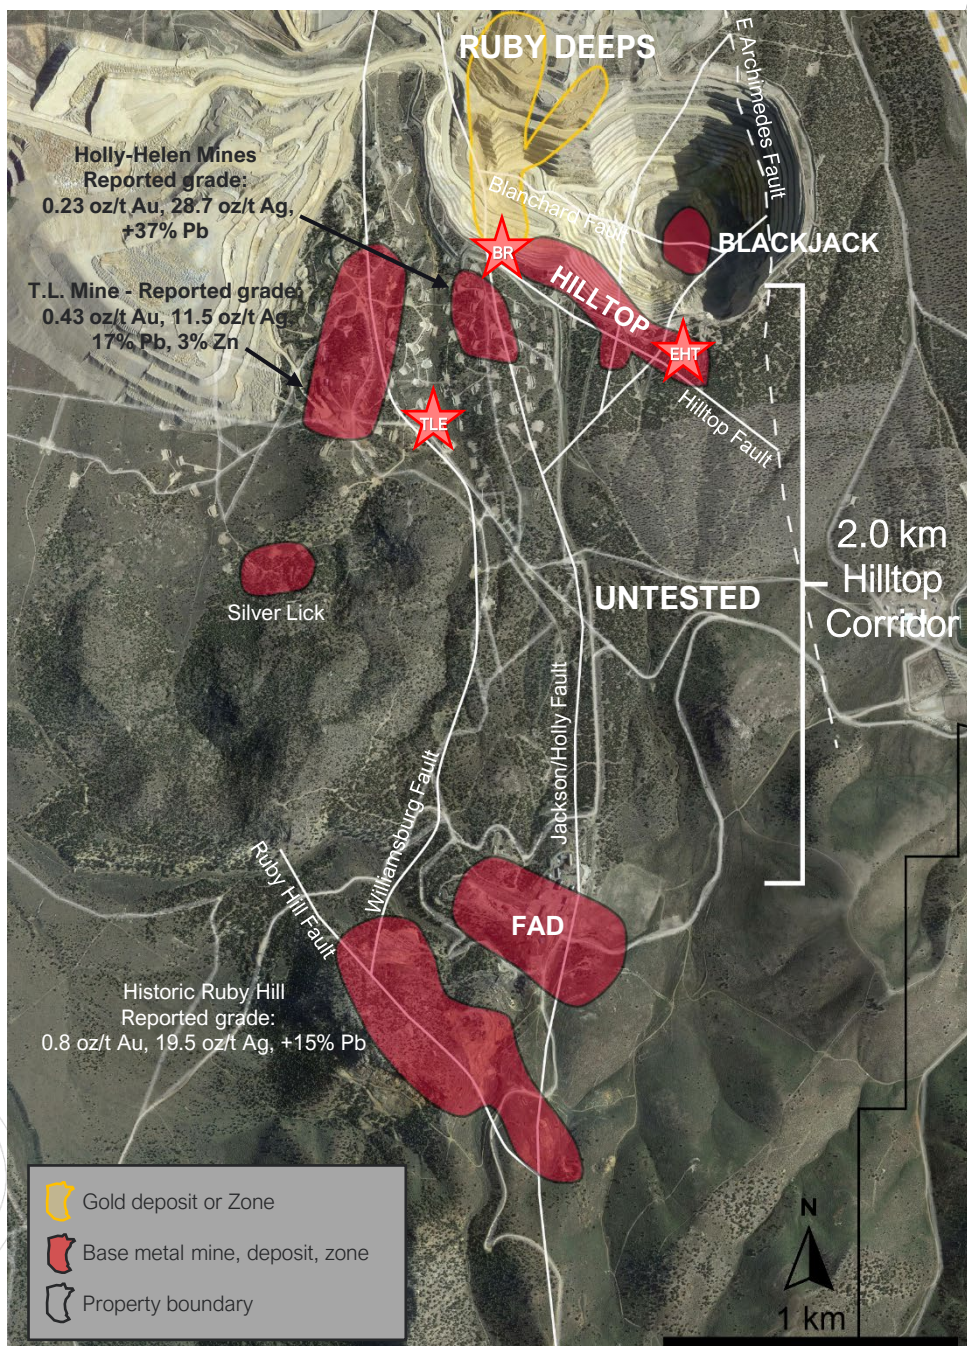 RUBY DEEPS
E Archimedes Fault
Holly-Helen Mines
Reported grade:
0.23 oz/t Au, 28.7 oz/t Ag,
+37% Pb
Blanchard Fault
BR
BLACKJACK
HILLTOP
T.L. Mine - Reported grade:
0.43 oz/t Au, 11.5 oz/t Ag
17% Pb, 3% Zn
EHT
TLE
Hilltop Fault
2.0 km
Hilltop
Corridor
Silver Lick
UNTESTED
Jackson/Holly Fault
Williamsburg Fault
Ruby Hill Fault
FAD
Historic Ruby Hill
Reported grade:
0.8 oz/t Au, 19.5 oz/t Ag, +15% Pb
Gold deposit or Zone
Base metal mine, deposit, zone
Property boundary
N
1 km